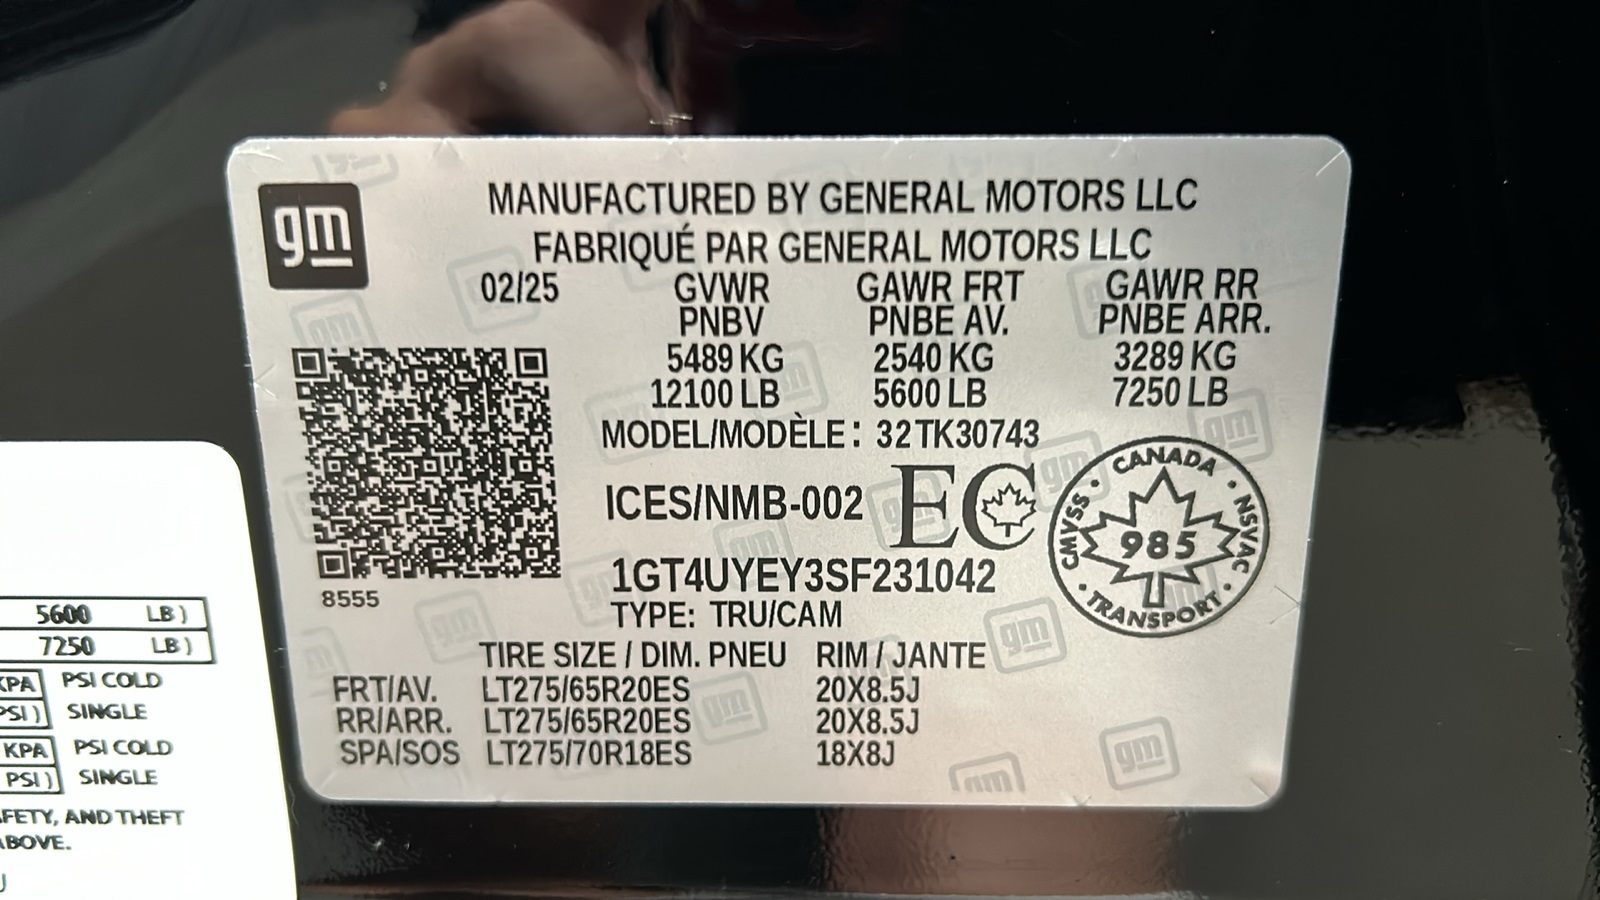 gm
MANUFACTURED BY GENERAL MOTORS LLC
FABRIQUÉ PAR GENERAL MOTORS LLC
02/25 GVWR GAWR FRT GAWR RR
PNBV PNBE AV. PNBE ARR.
5489 KG 2540 KG 3289 KG
12100 LB 5600 LB 7250 LB
MODEL/MODÈLE: 32TK30743
ICES/NMB-002 EC
CANADA
CMVSS · NSVAC
985
TRANSPORT
1GT4UYEY3SF231042
8555
TYPE: TRU/CAM
TIRE SIZE / DIM. PNEU RIM / JANTE
FRT/AV. LT275/65R20ES 20X8.5J
RR/ARR. LT275/65R20ES 20X8.5J
SPA/SOS LT275/70R18ES 18X8J
5600 LB)
7250 LB)
KPA PSI COLD
PSI) SINGLE
KPA PSI COLD
PSI) SINGLE
AND THEFT
ABOVE.